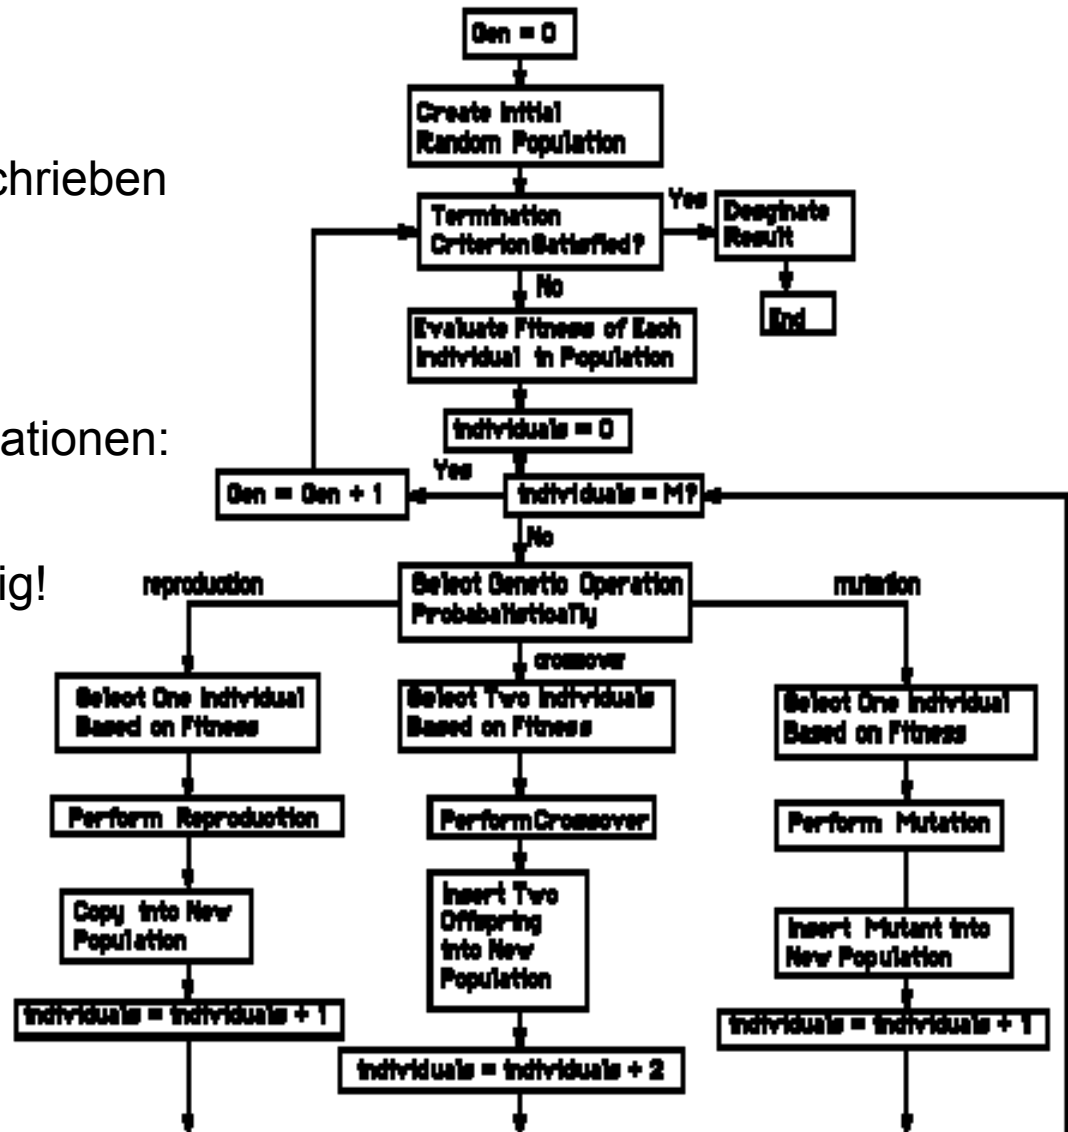 Gen = 0
Create Initial
Random Population
chrieben
Termination
Criterion Satisfied?
Yes
Desginate
Result
End
No
Evaluate Fitness of Each
Individual in Population
individuals = 0
ationen:
Yes
Gen = Gen + 1
individuals = M?
No
ig!
reproduction
Select Genetic Operation
Probabalistically
mutation
crossover
Select One Individual
Based on Fitness
Select Two Individuals
Based on Fitness
Select One Individual
Based on Fitness
Perform Reproduction
Perform Crossover
Perform Mutation
Copy into New
Population
Insert Two
Offspring
into New
Population
Insert Mutant into
New Population
individuals = individuals + 1
individuals = individuals + 2
individuals = individuals + 1